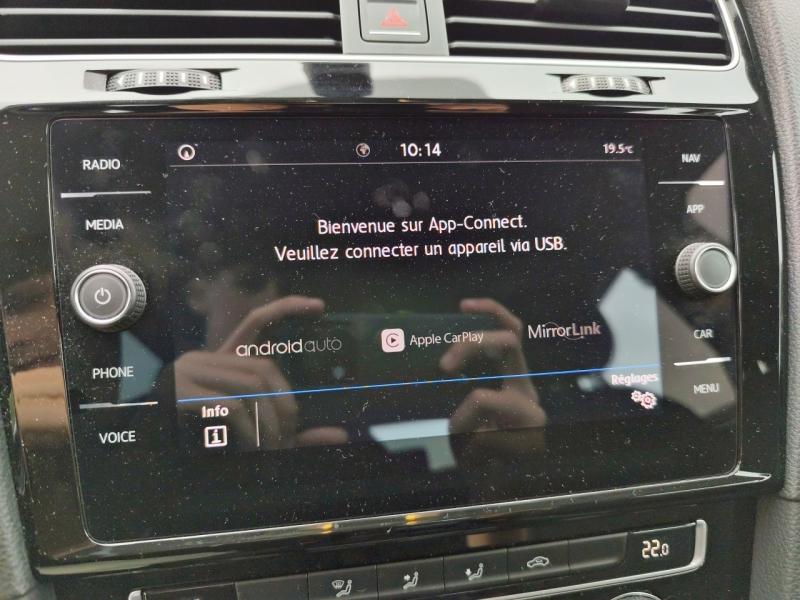 10:14
19.5°C
RADIO
NAV
MEDIA
APP
Bienvenue sur App-Connect.
Veuillez connecter un appareil via USB.
androidauto
Apple CarPlay
MirrorLink
PHONE
CAR
Réglages
MENU
Info
i
VOICE
22.0